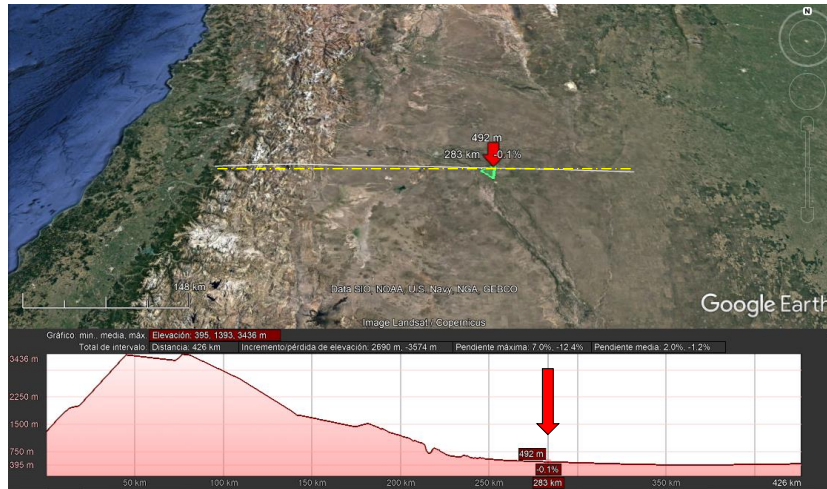 N
492 m
283 km -0.1%
148 km
Data SIO, NOAA, U.S. Navy, NGA, GEBCO
Google Earth
Image Landsat / Copernicus
Gráfico: mín., media, máx. Elevación: 395, 1393, 3436 m
Total de intervalo: Distancia: 426 km Incremento/pérdida de elevación: 2690 m, -3574 m Pendiente máxima: 7.0%, -12.4% Pendiente media: 2.0%, -1.2%
3436 m
2250 m
1500 m
750 m
492 m
395 m
-0.1%
50 km 100 km 150 km 200 km 250 km 283 km 350 km 426 km